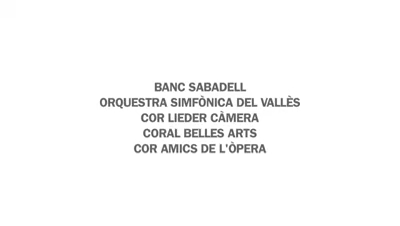 BANC SABADELL
ORQUESTRA SIMFÒNICA DEL VALLÈS
COR LIEDER CÀMERA
CORAL BELLES ARTS
COR AMICS DE L'ÒPERA